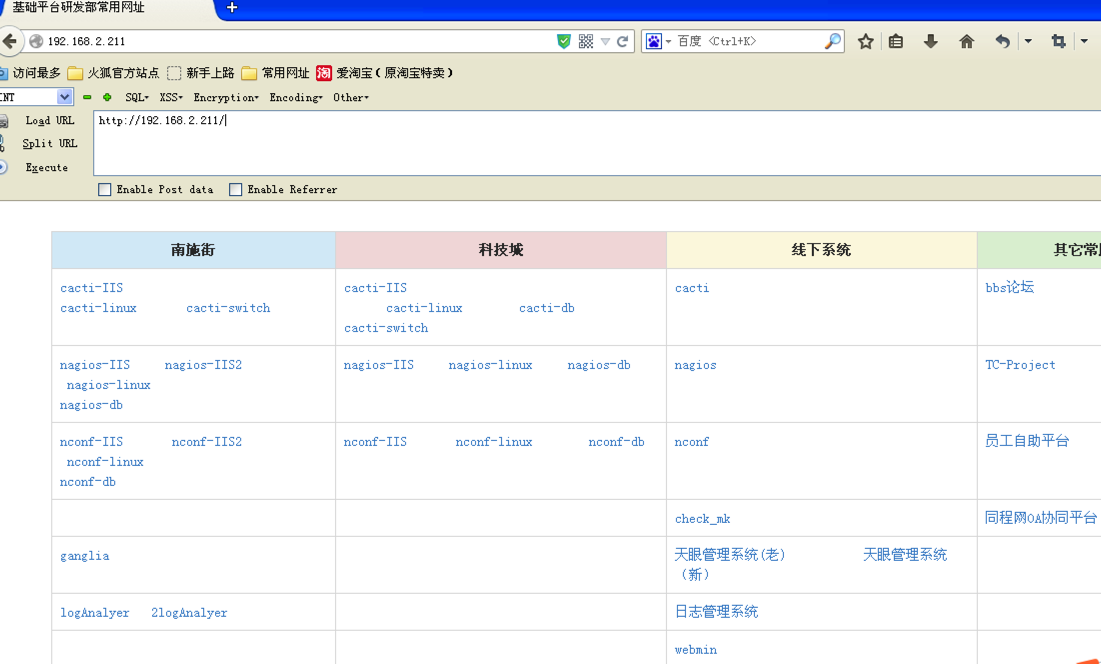 基础平台研发部常用网址
192.168.2.211
百度 <Ctrl+K>
访问最多 火狐官方站点 新手上路 常用网址 淘 爱淘宝(原淘宝特卖)
INT SQL XSS Encryption Encoding Other
Load URL http://192.168.2.211/
Split URL
Execute
Enable Post data Enable Referrer
南施街 科技城 线下系统 其它常
cacti-IIS cacti-IIS cacti bbs论坛
cacti-linux cacti-switch cacti-linux cacti-db
cacti-switch
nagios-IIS nagios-IIS2 nagios-IIS nagios-linux nagios-db nagios TC-Project
nagios-linux
nagios-db
nconf-IIS nconf-IIS2 nconf-IIS nconf-linux nconf-db nconf 员工自助平台
nconf-linux
nconf-db
check_mk 同程网OA协同平台
ganglia 天眼管理系统(老) 天眼管理系统
（新）
logAnalyer 2logAnalyer 日志管理系统
webmin